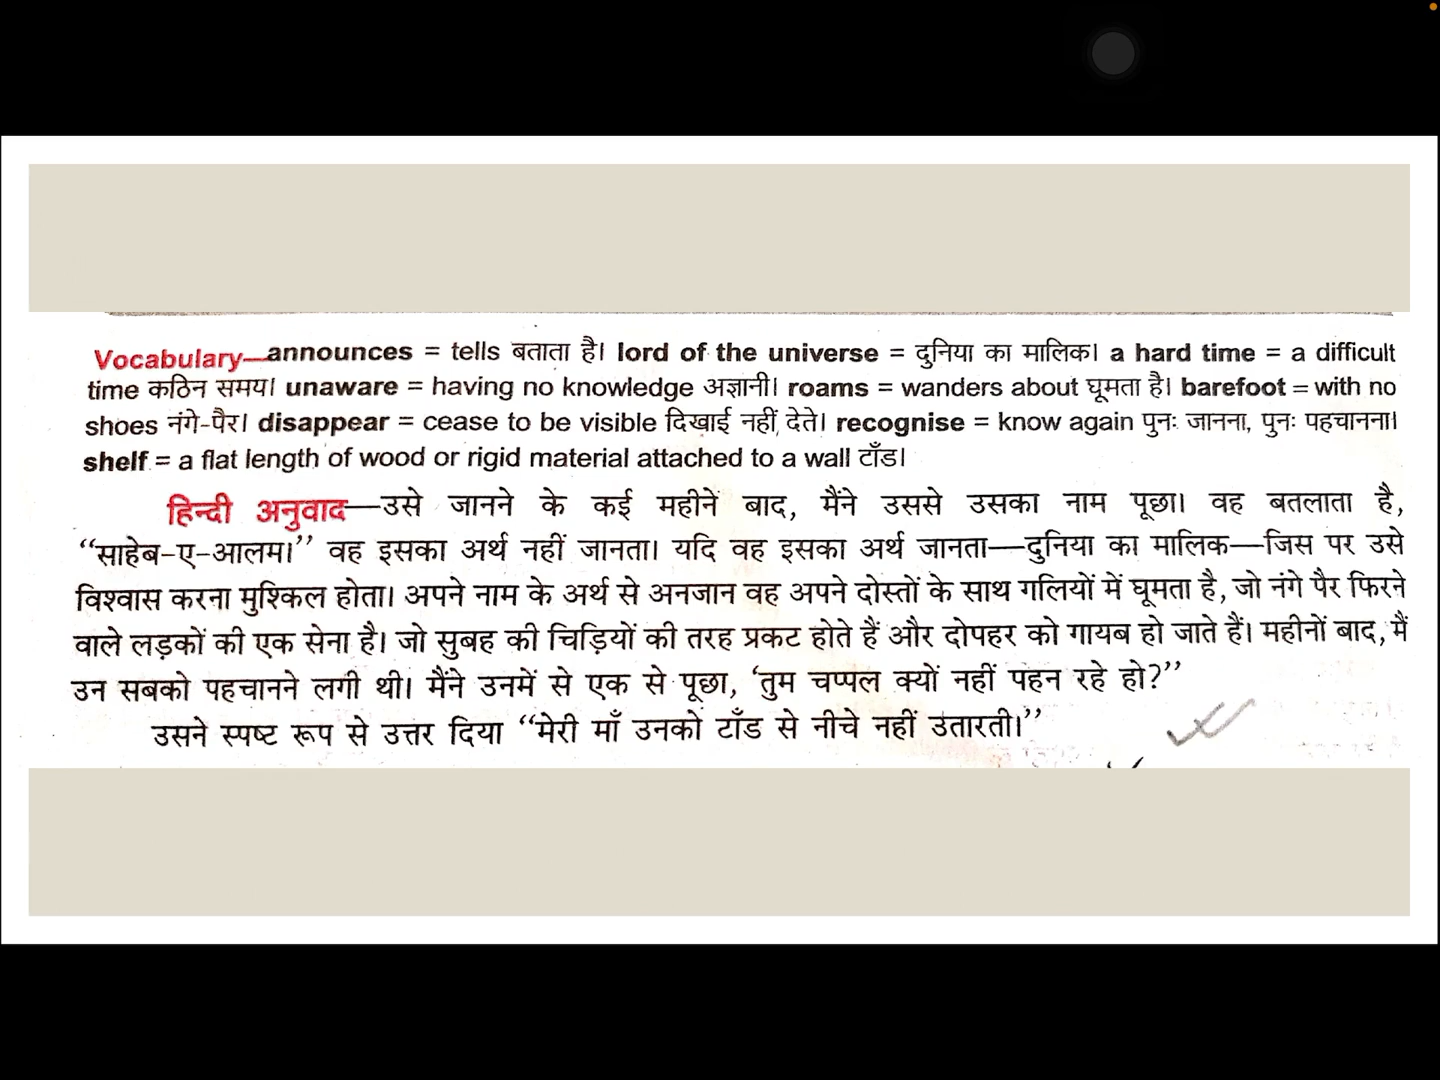 Vocabulary—announces = tells बताता है। lord of the universe = दुनिया का मालिक। a hard time = a difficult
time कठिन समय। unaware = having no knowledge अज्ञानी। roams = wanders about घूमता है। barefoot = with no
shoes नंगे-पैर। disappear = cease to be visible दिखाई नहीं देते। recognise = know again पुनः जानना, पुनः पहचानना।
shelf = a flat length of wood or rigid material attached to a wall टाँड।
हिन्दी अनुवाद—उसे जानने के कई महीनें बाद, मैंने उससे उसका नाम पूछा। वह बतलाता है,
“साहेब-ए-आलम।” वह इसका अर्थ नहीं जानता। यदि वह इसका अर्थ जानता—दुनिया का मालिक—जिस पर उसे
विश्वास करना मुश्किल होता। अपने नाम के अर्थ से अनजान वह अपने दोस्तों के साथ गलियों में घूमता है, जो नंगे पैर फिरने
वाले लड़कों की एक सेना है। जो सुबह की चिड़ियों की तरह प्रकट होते हैं और दोपहर को गायब हो जाते हैं। महीनों बाद, मैं
उन सबको पहचानने लगी थी। मैंने उनमें से एक से पूछा, ‘तुम चप्पल क्यों नहीं पहन रहे हो?”
उसने स्पष्ट रूप से उत्तर दिया “मेरी माँ उनको टाँड से नीचे नहीं उतारती।”